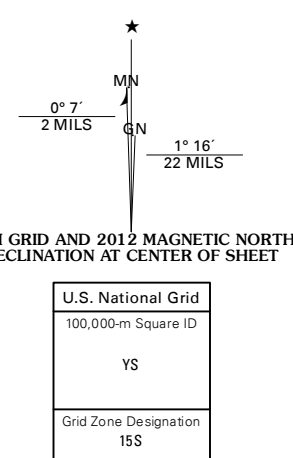 ★
MN
0° 7´
2 MILS
GN
1° 16´
22 MILS
GRID AND 2012 MAGNETIC NORTH
ECLINATION AT CENTER OF SHEET
U.S. National Grid
100,000-m Square ID
YS
Grid Zone Designation
15S